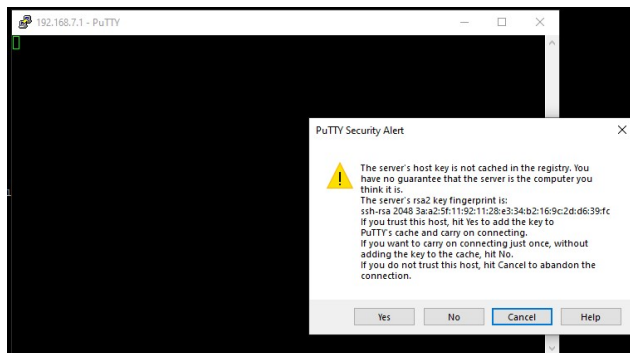 192.168.7.1 - PuTTY
PuTTY Security Alert
The server's host key is not cached in the registry. You
have no guarantee that the server is the computer you
think it is.
The server's rsa2 key fingerprint is:
ssh-rsa 2048 3a:a2:5f:11:92:11:28:e3:34:b2:16:9c:2d:d6:39:fc
If you trust this host, hit Yes to add the key to
PuTTY's cache and carry on connecting.
If you want to carry on connecting just once, without
adding the key to the cache, hit No.
If you do not trust this host, hit Cancel to abandon the
connection.
Yes No Cancel Help